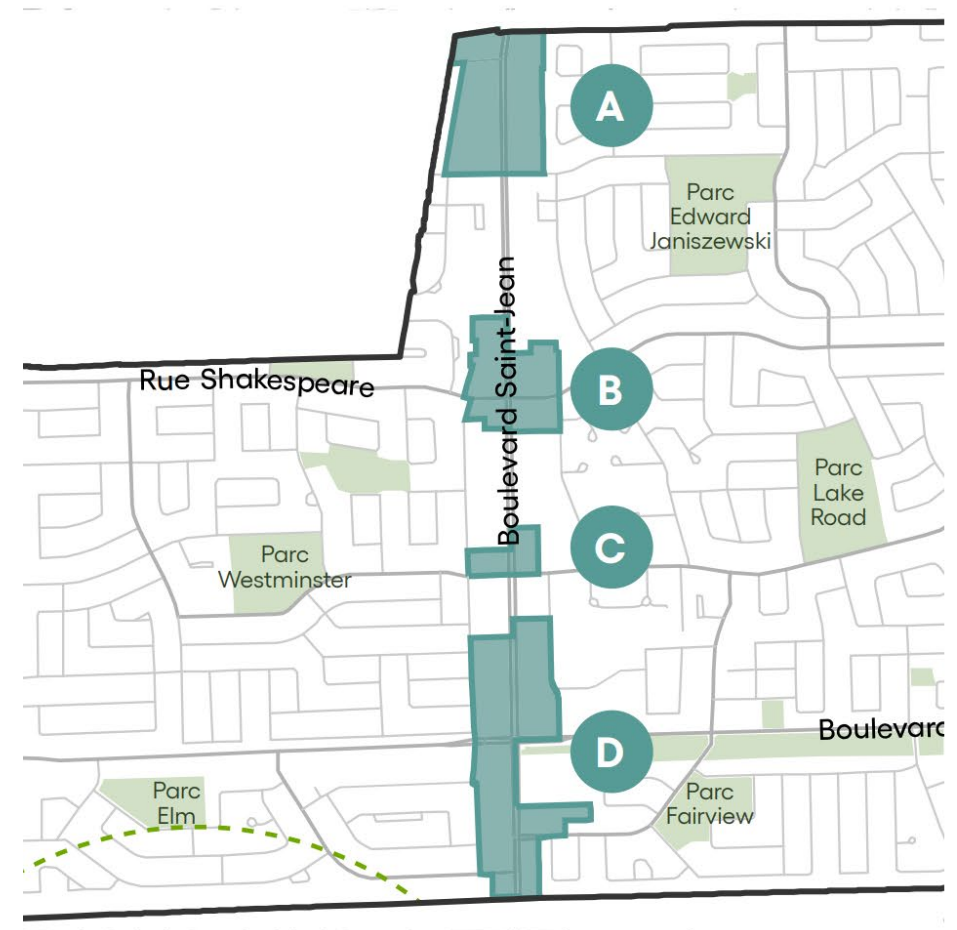 A
Parc
Edward
Janiszewski
Boulevard Saint-Jean
Rue Shakespeare
B
Parc
Lake
Road
C
Parc
Westminster
Boulevard
D
Parc
Elm
Parc
Fairview